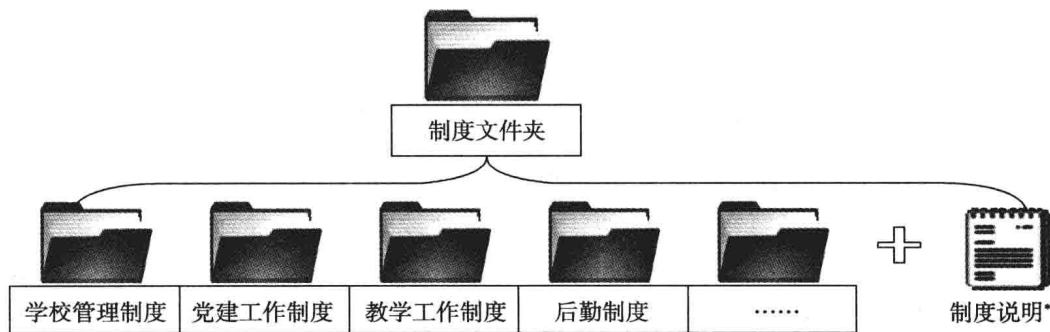 制度文件夹
学校管理制度
党建工作制度
教学工作制度
后勤制度
……
制度说明*